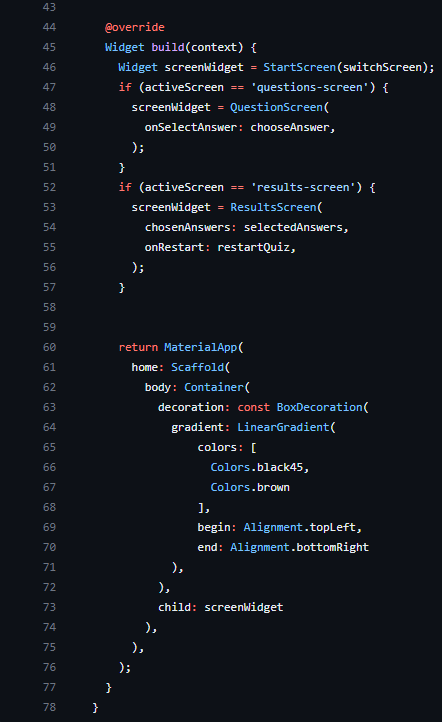 43
44 @override
45 Widget build(context) {
46 Widget screenWidget = StartScreen(switchScreen);
47 if (activeScreen == 'questions-screen') {
48 screenWidget = QuestionScreen(
49 onSelectAnswer: chooseAnswer,
50 );
51 }
52 if (activeScreen == 'results-screen') {
53 screenWidget = ResultsScreen(
54 chosenAnswers: selectedAnswers,
55 onRestart: restartQuiz,
56 );
57 }
58
59
60 return MaterialApp(
61 home: Scaffold(
62 body: Container(
63 decoration: const BoxDecoration(
64 gradient: LinearGradient(
65 colors: [
66 Colors.black45,
67 Colors.brown
68 ],
69 begin: Alignment.topLeft,
70 end: Alignment.bottomRight
71 ),
72 ),
73 child: screenWidget
74 ),
75 ),
76 );
77 }
78 }